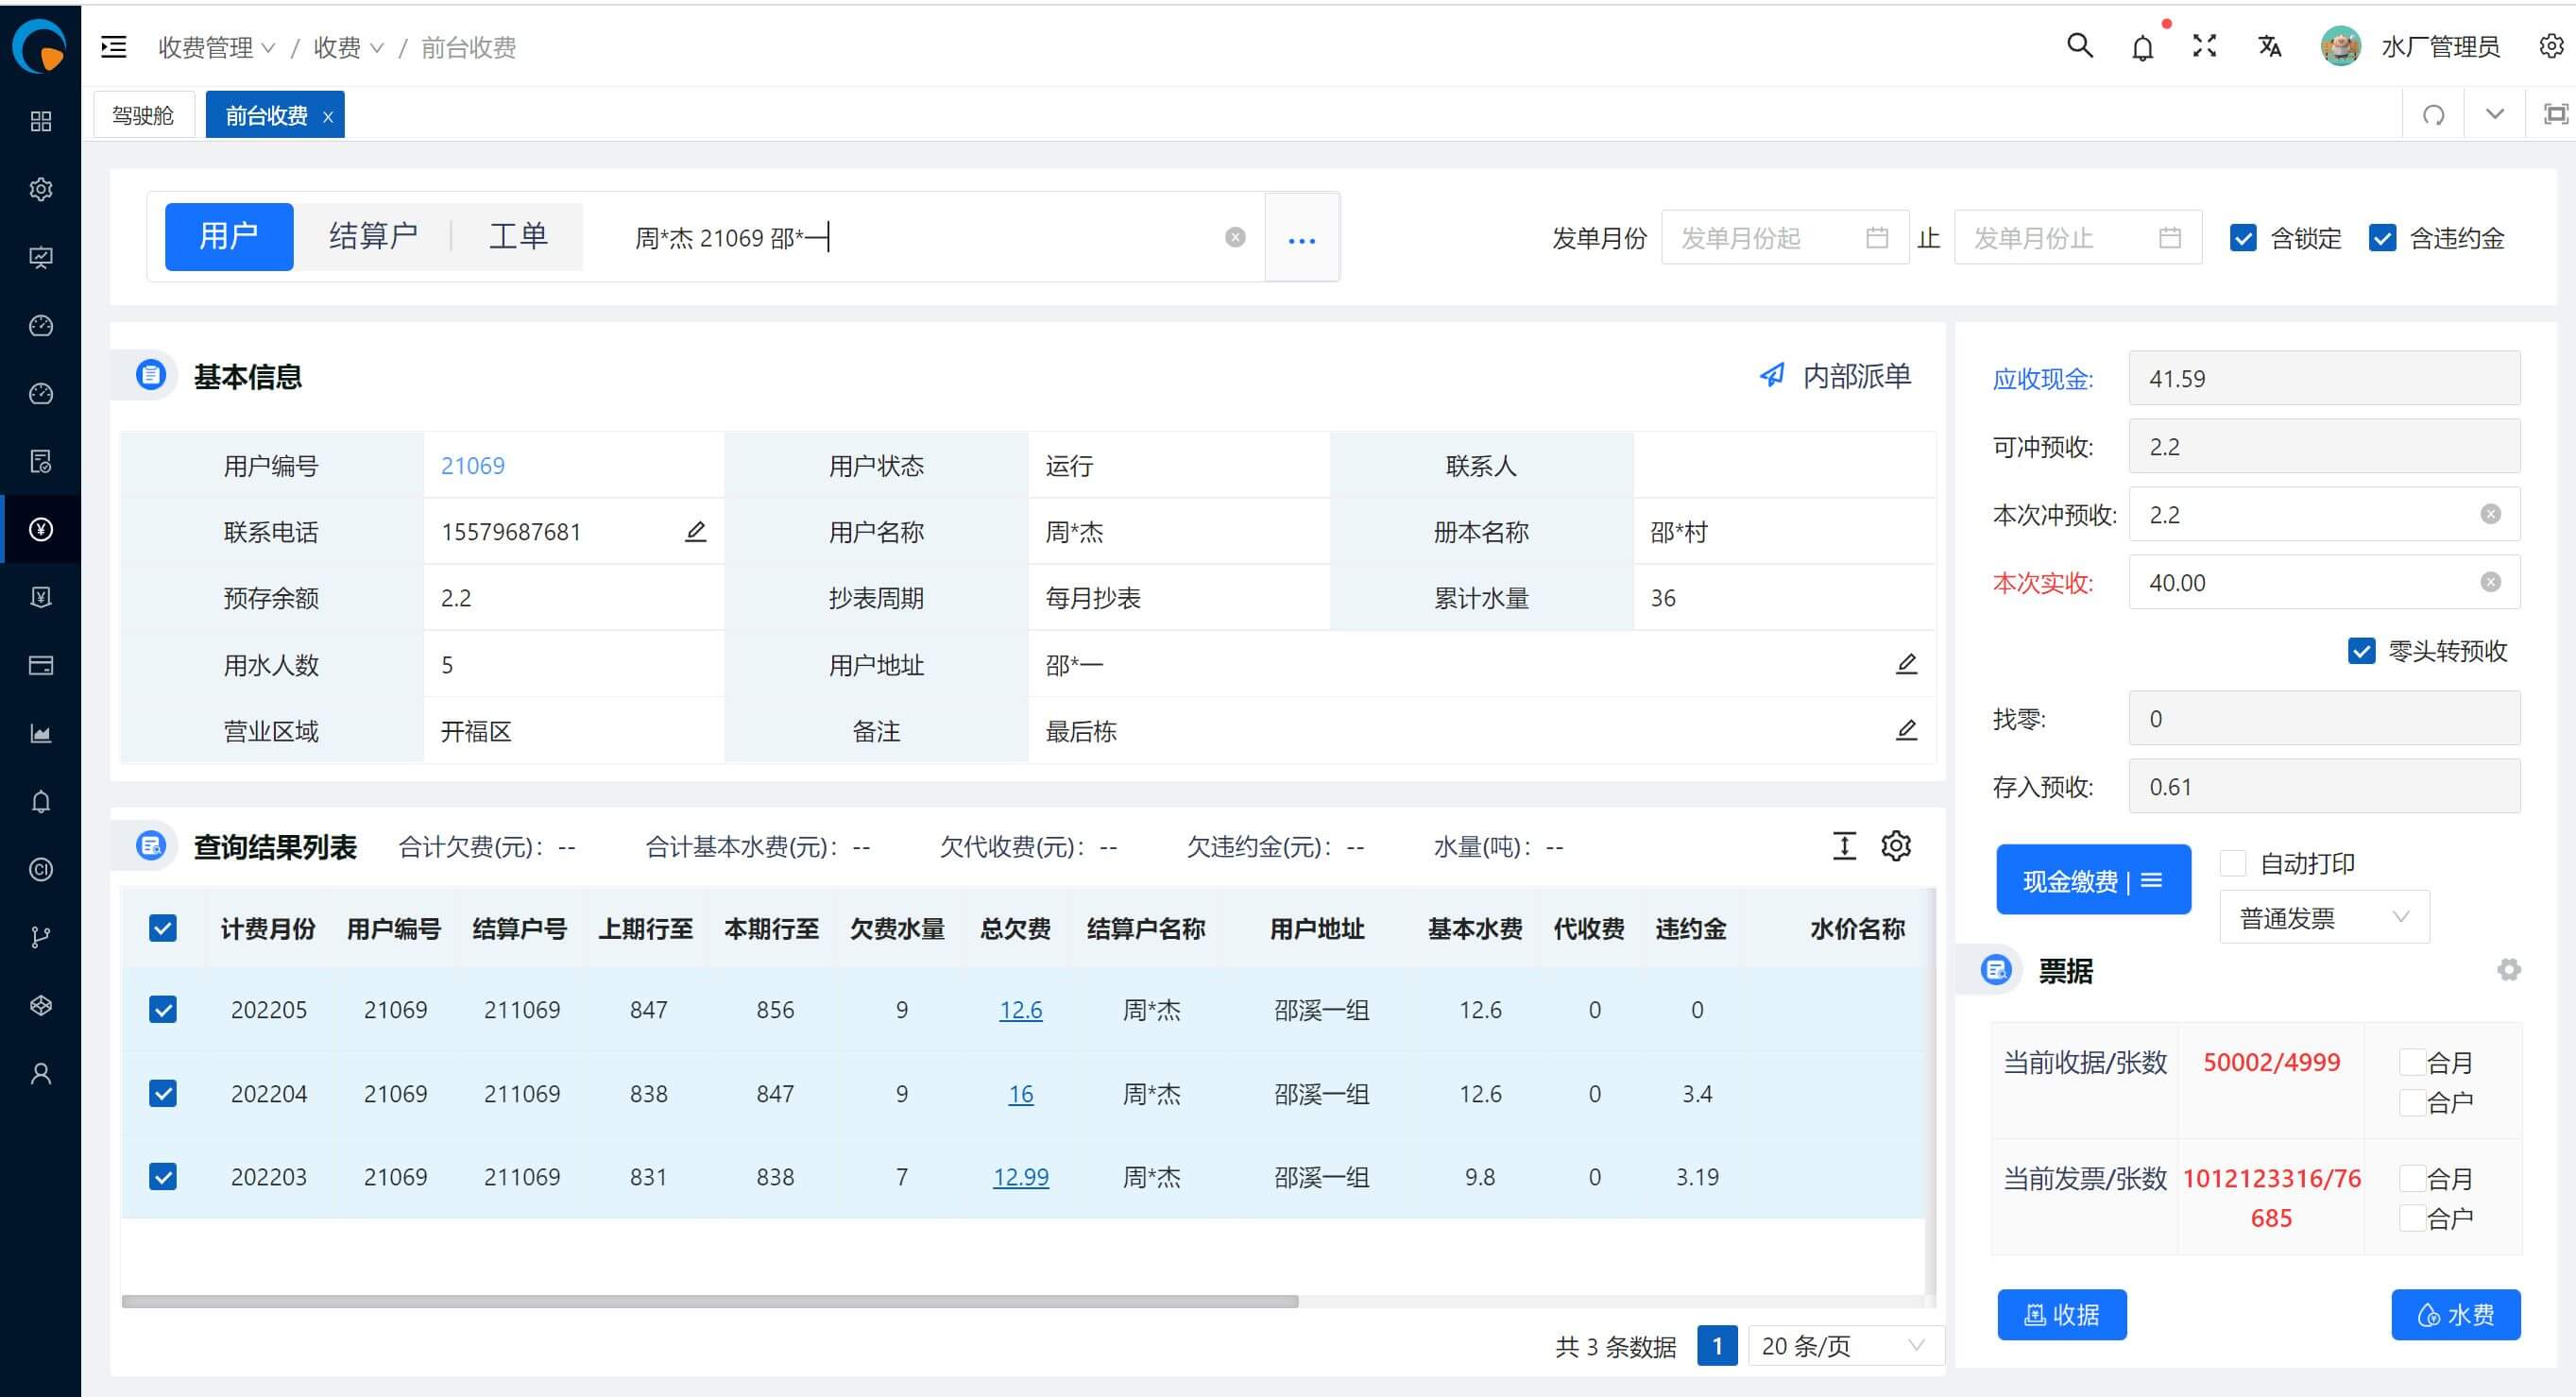 收费管理 / 收费 / 前台收费
水厂管理员
驾驶舱 前台收费 x
用户 结算户 工单 周*杰 21069 邵*一 ...
发单月份 发单月份起 止 发单月份止 含锁定 含违约金
基本信息 内部派单
用户编号 21069 用户状态 运行 联系人
联系电话 15579687681 用户名称 周*杰 册本名称 邵*村
预存余额 2.2 抄表周期 每月抄表 累计水量 36
用水人数 5 用户地址 邵*一
营业区域 开福区 备注 最后栋
查询结果列表 合计欠费(元)：-- 合计基本水费(元)：-- 欠代收费(元)：-- 欠违约金(元)：-- 水量(吨)：--
计费月份 用户编号 结算户号 上期行至 本期行至 欠费水量 总欠费 结算户名称 用户地址 基本水费 代收费 违约金 水价名称
202205 21069 211069 847 856 9 12.6 周*杰 邵溪一组 12.6 0 0
202204 21069 211069 838 847 9 16 周*杰 邵溪一组 12.6 0 3.4
202203 21069 211069 831 838 7 12.99 周*杰 邵溪一组 9.8 0 3.19
共 3 条数据 1 20 条/页
应收现金: 41.59
可冲预收: 2.2
本次冲预收: 2.2
本次实收: 40.00
零头转预收
找零: 0
存入预收: 0.61
现金缴费 | 自动打印
普通发票
票据
当前收据/张数 50002/4999 合月
合户
当前发票/张数 1012123316/76 合月
685 合户
收据 水费